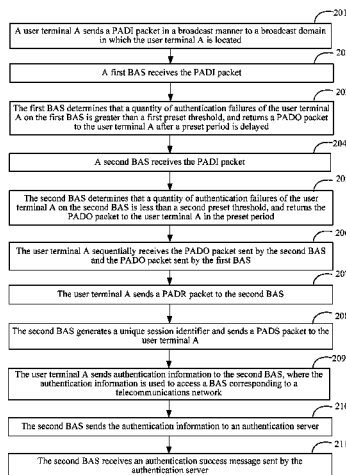 201
A user terminal A sends a PADI packet in a broadcast manner to a broadcast domain
in which the user terminal A is located
20
A first BAS receives the PADI packet
20
The first BAS determines that a quantity of authentication failures of the user terminal
A on the first BAS is greater than a first preset threshold, and returns a PADO packet
to the user terminal A after a preset period is delayed
204
A second BAS receives the PADI packet
20
The second BAS determines that a quantity of authentication failures of the user
terminal A on the second BAS is less than a second preset threshold, and returns the
PADO packet to the user terminal A in the preset period
20
The user terminal A sequentially receives the PADO packet sent by the second BAS
and the PADO packet sent by the first BAS
207
The user terminal A sends a PADR packet to the second BAS
20
The second BAS generates a unique session identifier and sends a PADS packet to the
user terminal A
209
The user terminal A sends authentication information to the second BAS, where the
authentication information is used to access a BAS corresponding to a
telecommunications network
210
The second BAS sends the authentication information to an authentication server
211
The second BAS receives an authentication success message sent by the
authentication server